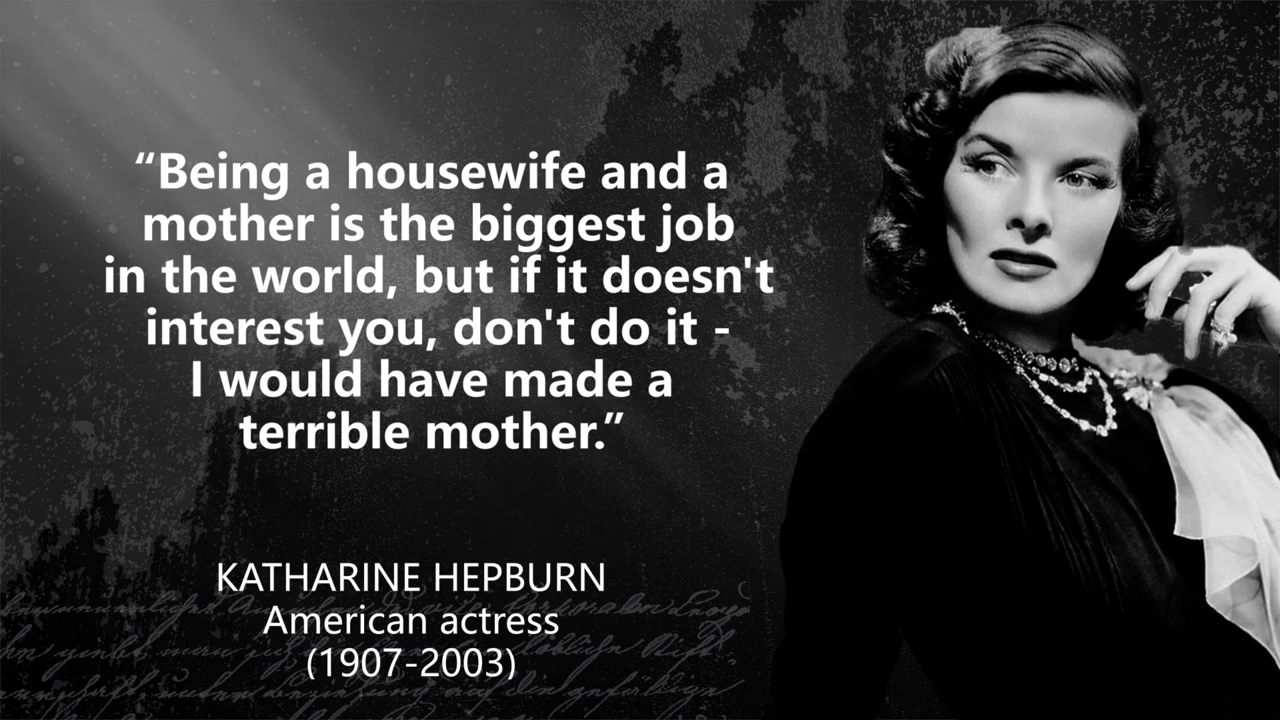 “Being a housewife and a
mother is the biggest job
in the world, but if it doesn't
interest you, don't do it -
I would have made a
terrible mother.”
KATHARINE HEPBURN
American actress
(1907-2003)